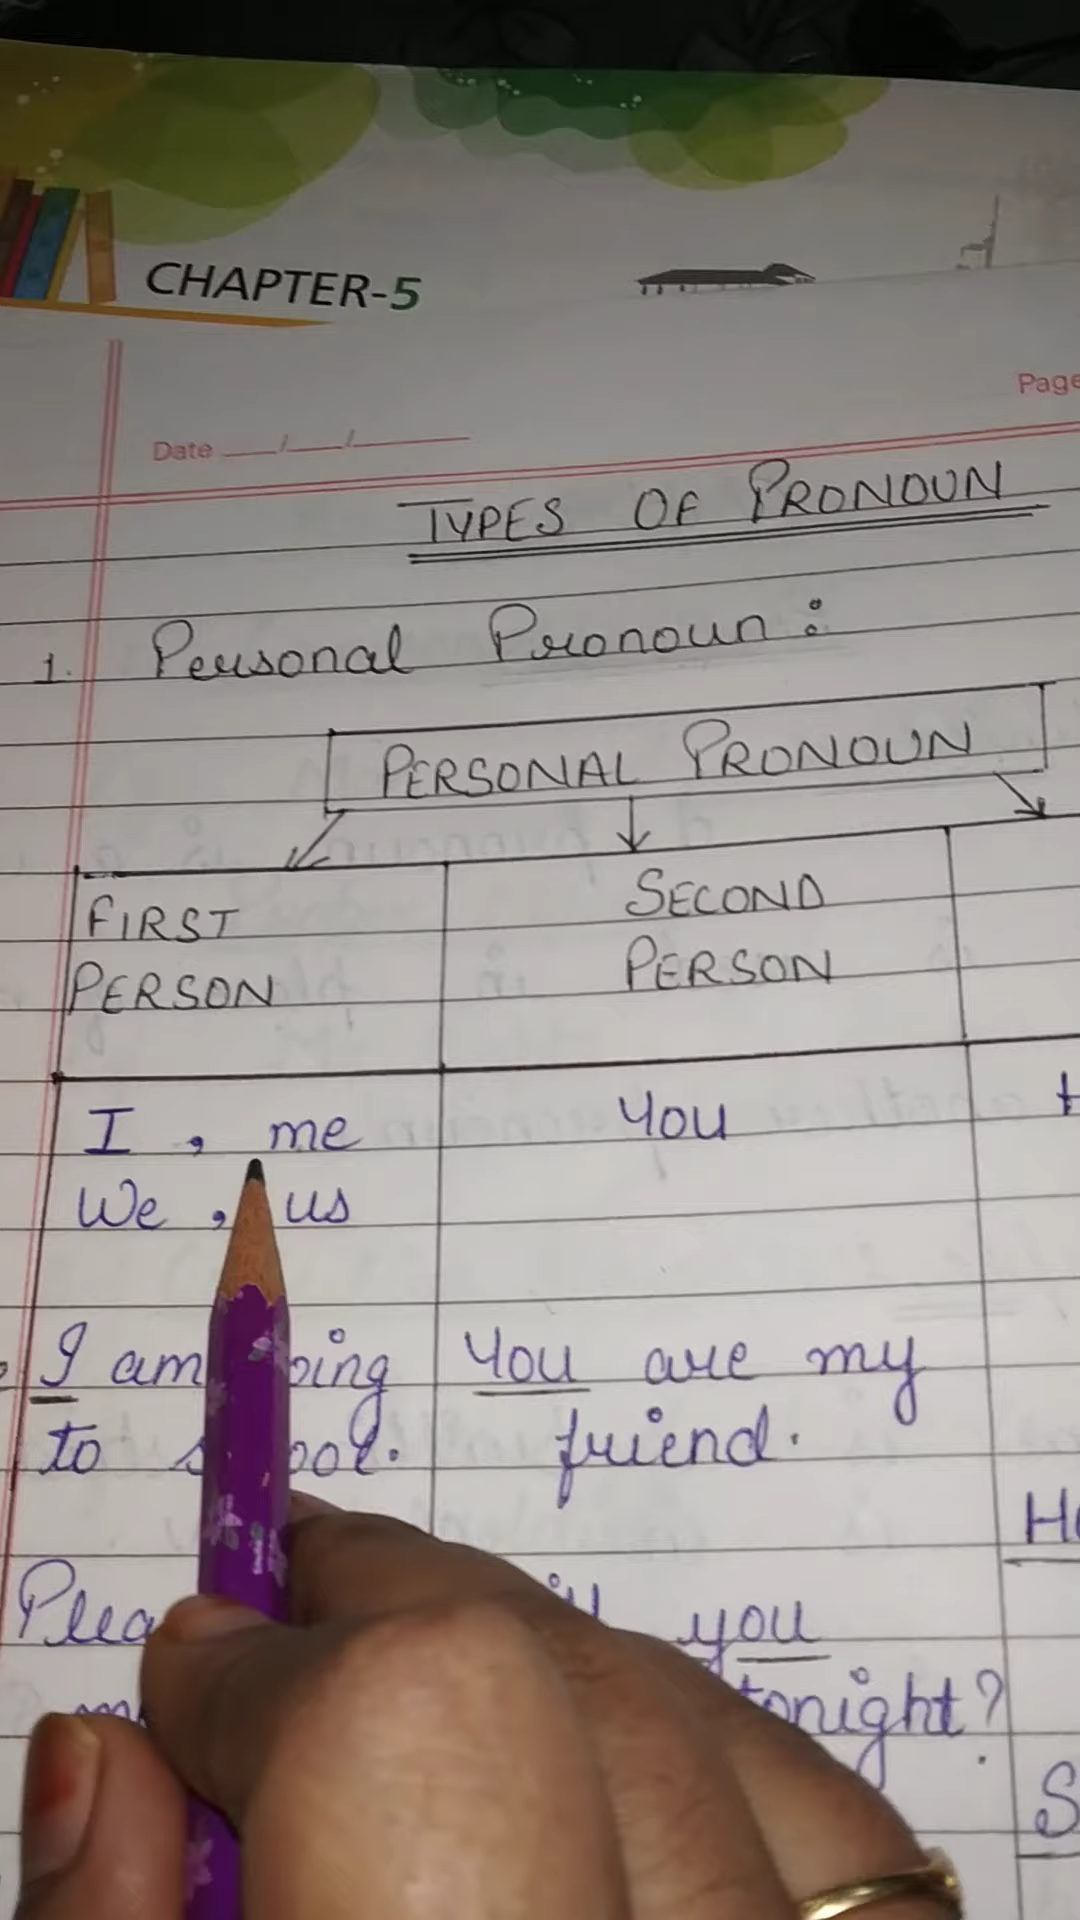 CHAPTER-5
Page
Date
TYPES OF PRONOUN
1. Personal Pronoun:
PERSONAL PRONOUN
FIRST PERSON
SECOND PERSON
I , me
We , us
You
I am to
You are my friend.
you tonight?